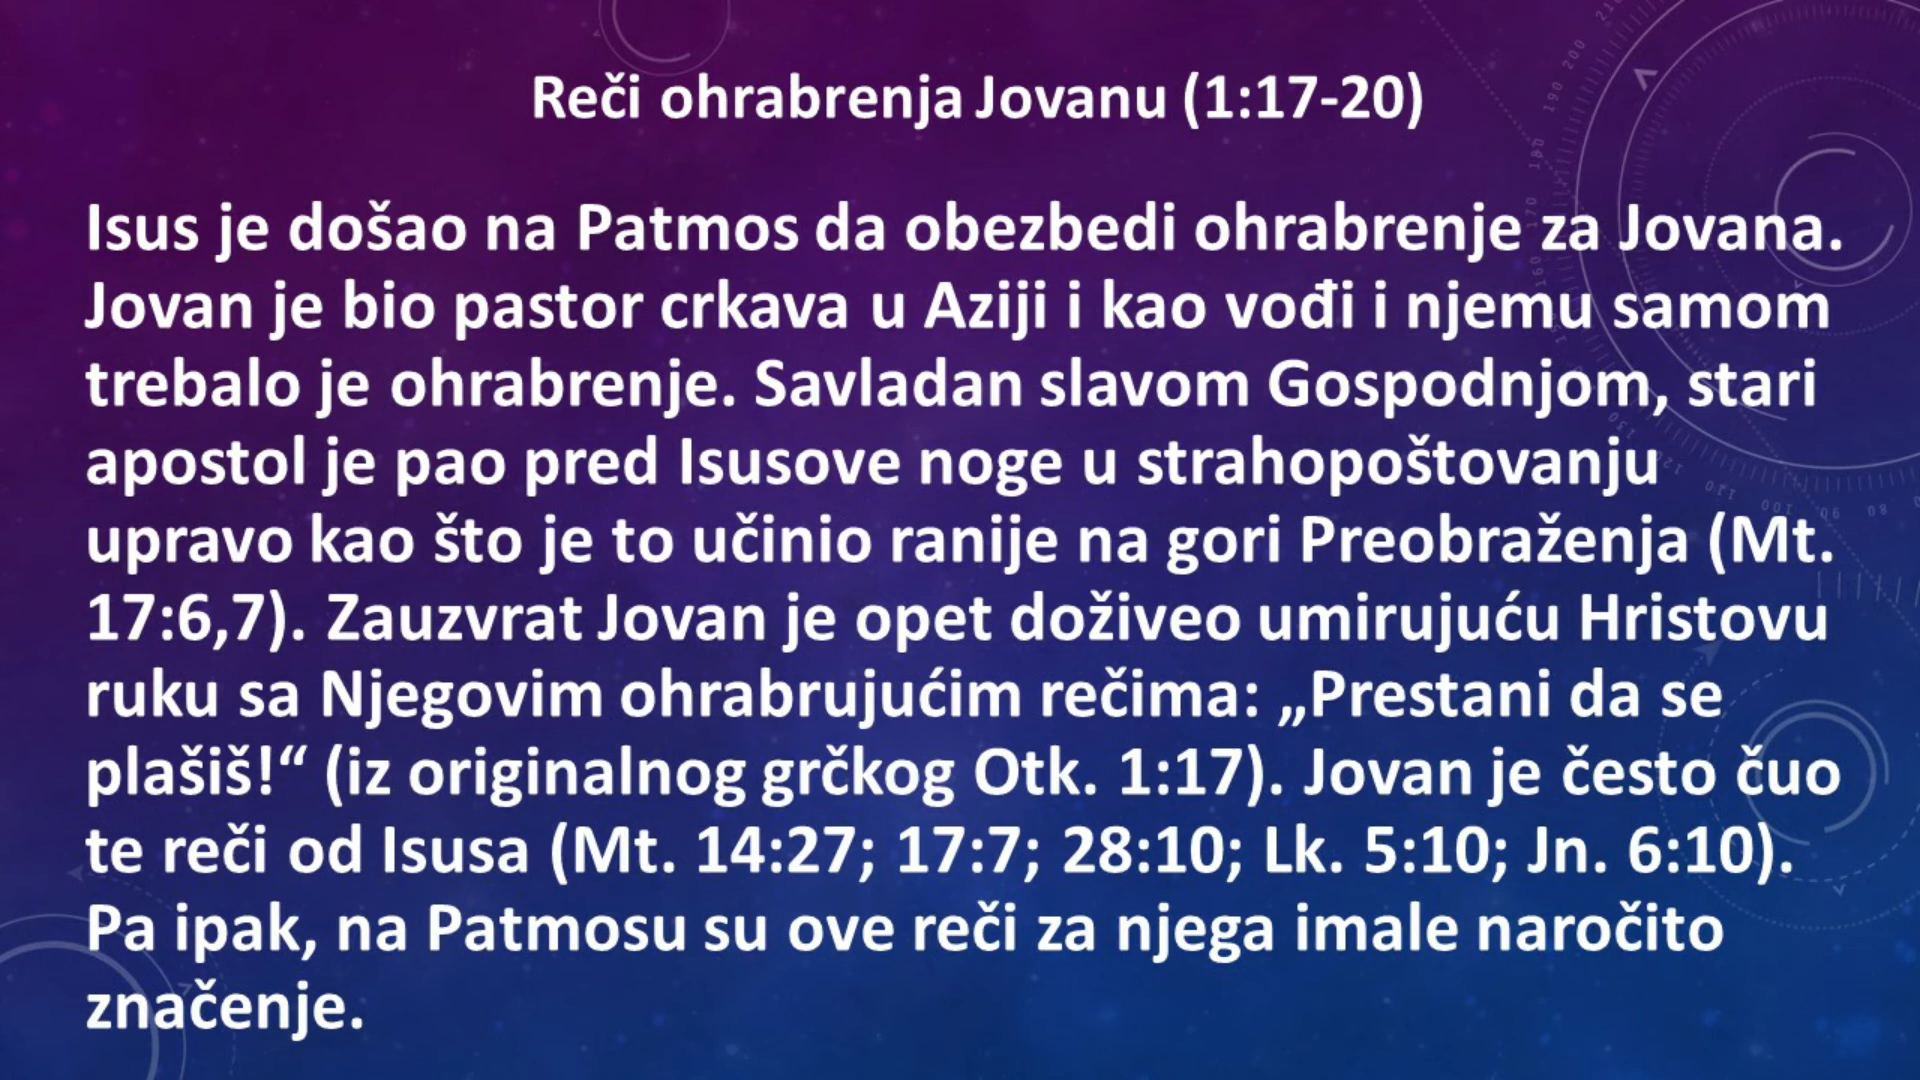 Reči ohrabrenja Jovanu (1:17-20)
Isus je došao na Patmos da obezbedi ohrabrenje za Jovana.
Jovan je bio pastor crkava u Aziji i kao vođi i njemu samom
trebalo je ohrabrenje. Savladan slavom Gospodnjom, stari
apostol je pao pred Isusove noge u strahopoštovanju
upravo kao što je to učinio ranije na gori Preobraženja (Mt.
17:6,7). Zauzvrat Jovan je opet doživeo umirujuću Hristovu
ruku sa Njegovim ohrabrujućim rečima: „Prestani da se
plašiš!“ (iz originalnog grčkog Otk. 1:17). Jovan je često čuo
te reči od Isusa (Mt. 14:27; 17:7; 28:10; Lk. 5:10; Jn. 6:10).
Pa ipak, na Patmosu su ove reči za njega imale naročito
značenje.